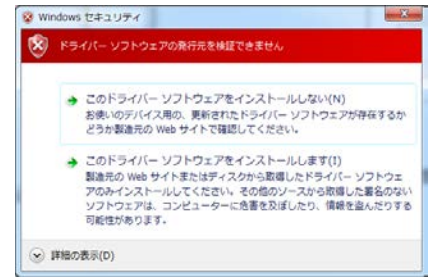 Windows セキュリティ
ドライバー ソフトウェアの発行元を検証できません
このドライバー ソフトウェアをインストールしない(N)
お使いのデバイス用の、更新されたドライバー ソフトウェアが存在するか
どうか製造元の Web サイトで確認してください。
このドライバー ソフトウェアをインストールします(I)
製造元の Web サイトまたはディスクから取得したドライバー ソフトウェ
アのみインストールしてください。その他のソースから取得した署名のない
ソフトウェアは、コンピューターに危害を及ぼしたり、情報を盗んだりする
可能性があります。
詳細の表示(D)